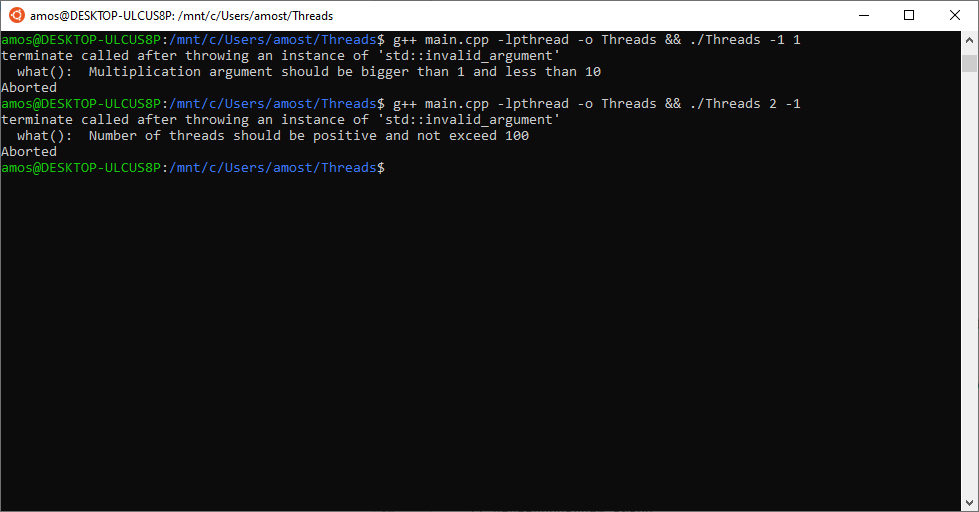 amos@DESKTOP-ULCUS8P: /mnt/c/Users/amost/Threads
amos@DESKTOP-ULCUS8P:/mnt/c/Users/amost/Threads$ g++ main.cpp -lpthread -o Threads && ./Threads -1 1
terminate called after throwing an instance of 'std::invalid_argument'
  what():  Multiplication argument should be bigger than 1 and less than 10
Aborted
amos@DESKTOP-ULCUS8P:/mnt/c/Users/amost/Threads$ g++ main.cpp -lpthread -o Threads && ./Threads 2 -1
terminate called after throwing an instance of 'std::invalid_argument'
  what():  Number of threads should be positive and not exceed 100
Aborted
amos@DESKTOP-ULCUS8P:/mnt/c/Users/amost/Threads$